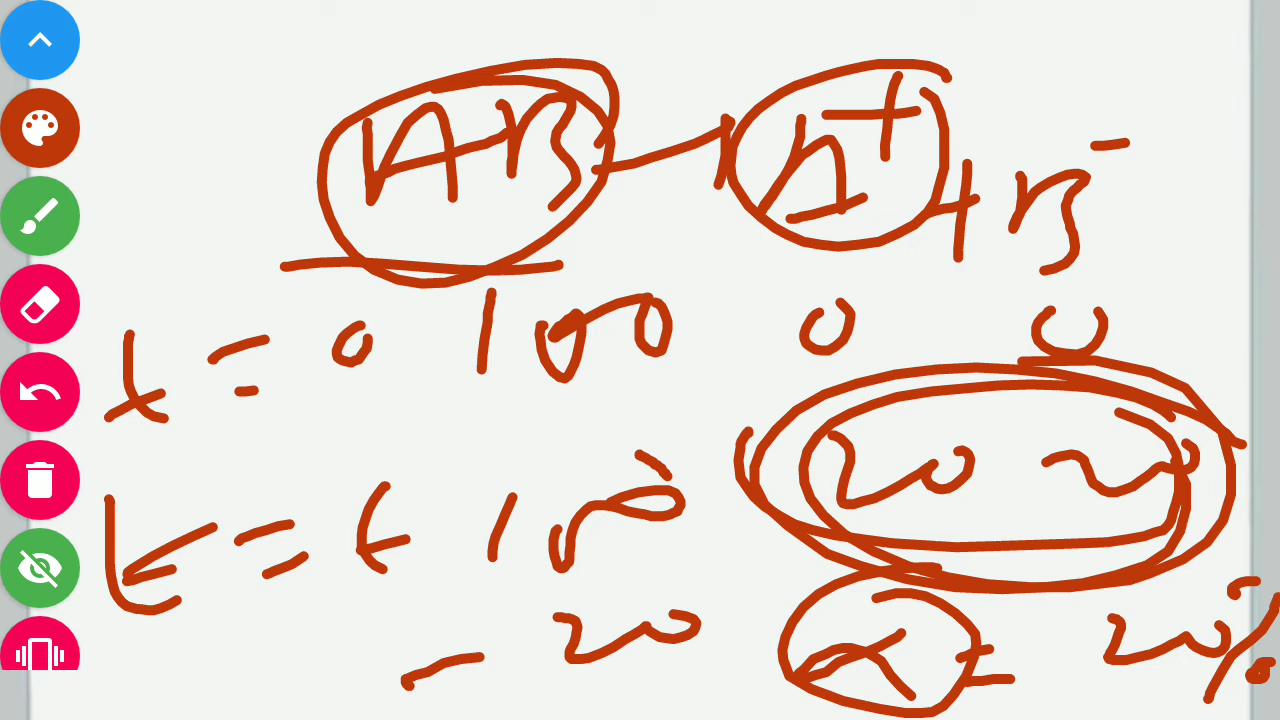 AB → A⁺ + B⁻
t = 0 100 0 0
t = t 100 20 20
- 20 α = 20%